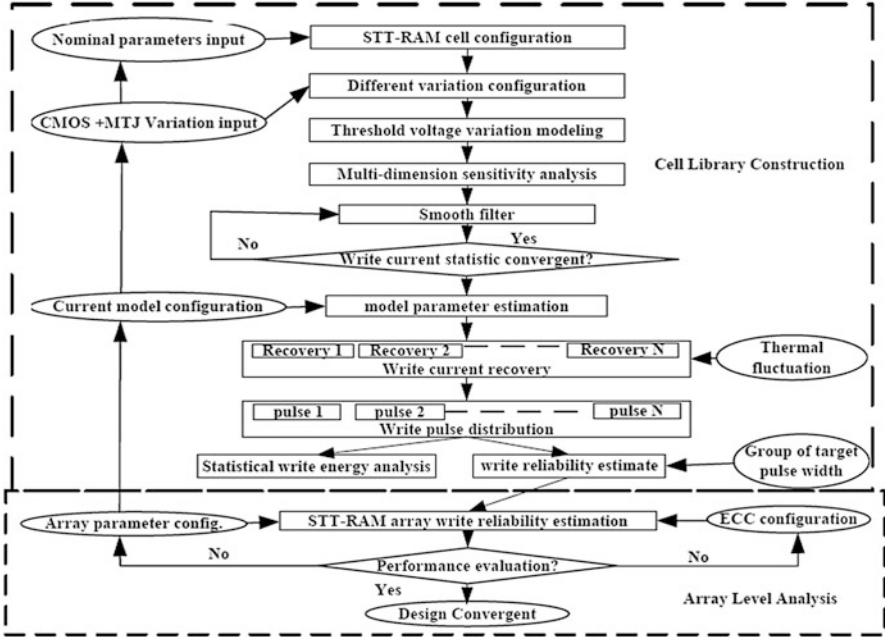 Nominal parameters input
STT-RAM cell configuration
Different variation configuration
CMOS +MTJ Variation input
Threshold voltage variation modeling
Multi-dimension sensitivity analysis
Cell Library Construction
Smooth filter
No
Yes
Write current statistic convergent?
Current model configuration
model parameter estimation
Recovery 1
Recovery 2
Recovery N
Write current recovery
Thermal
fluctuation
pulse 1
pulse 2
pulse N
Write pulse distribution
Statistical write energy analysis
write reliability estimate
Group of target
pulse width
Array parameter config.
STT-RAM array write reliability estimation
ECC configuration
No
Performance evaluation?
No
Yes
Design Convergent
Array Level Analysis